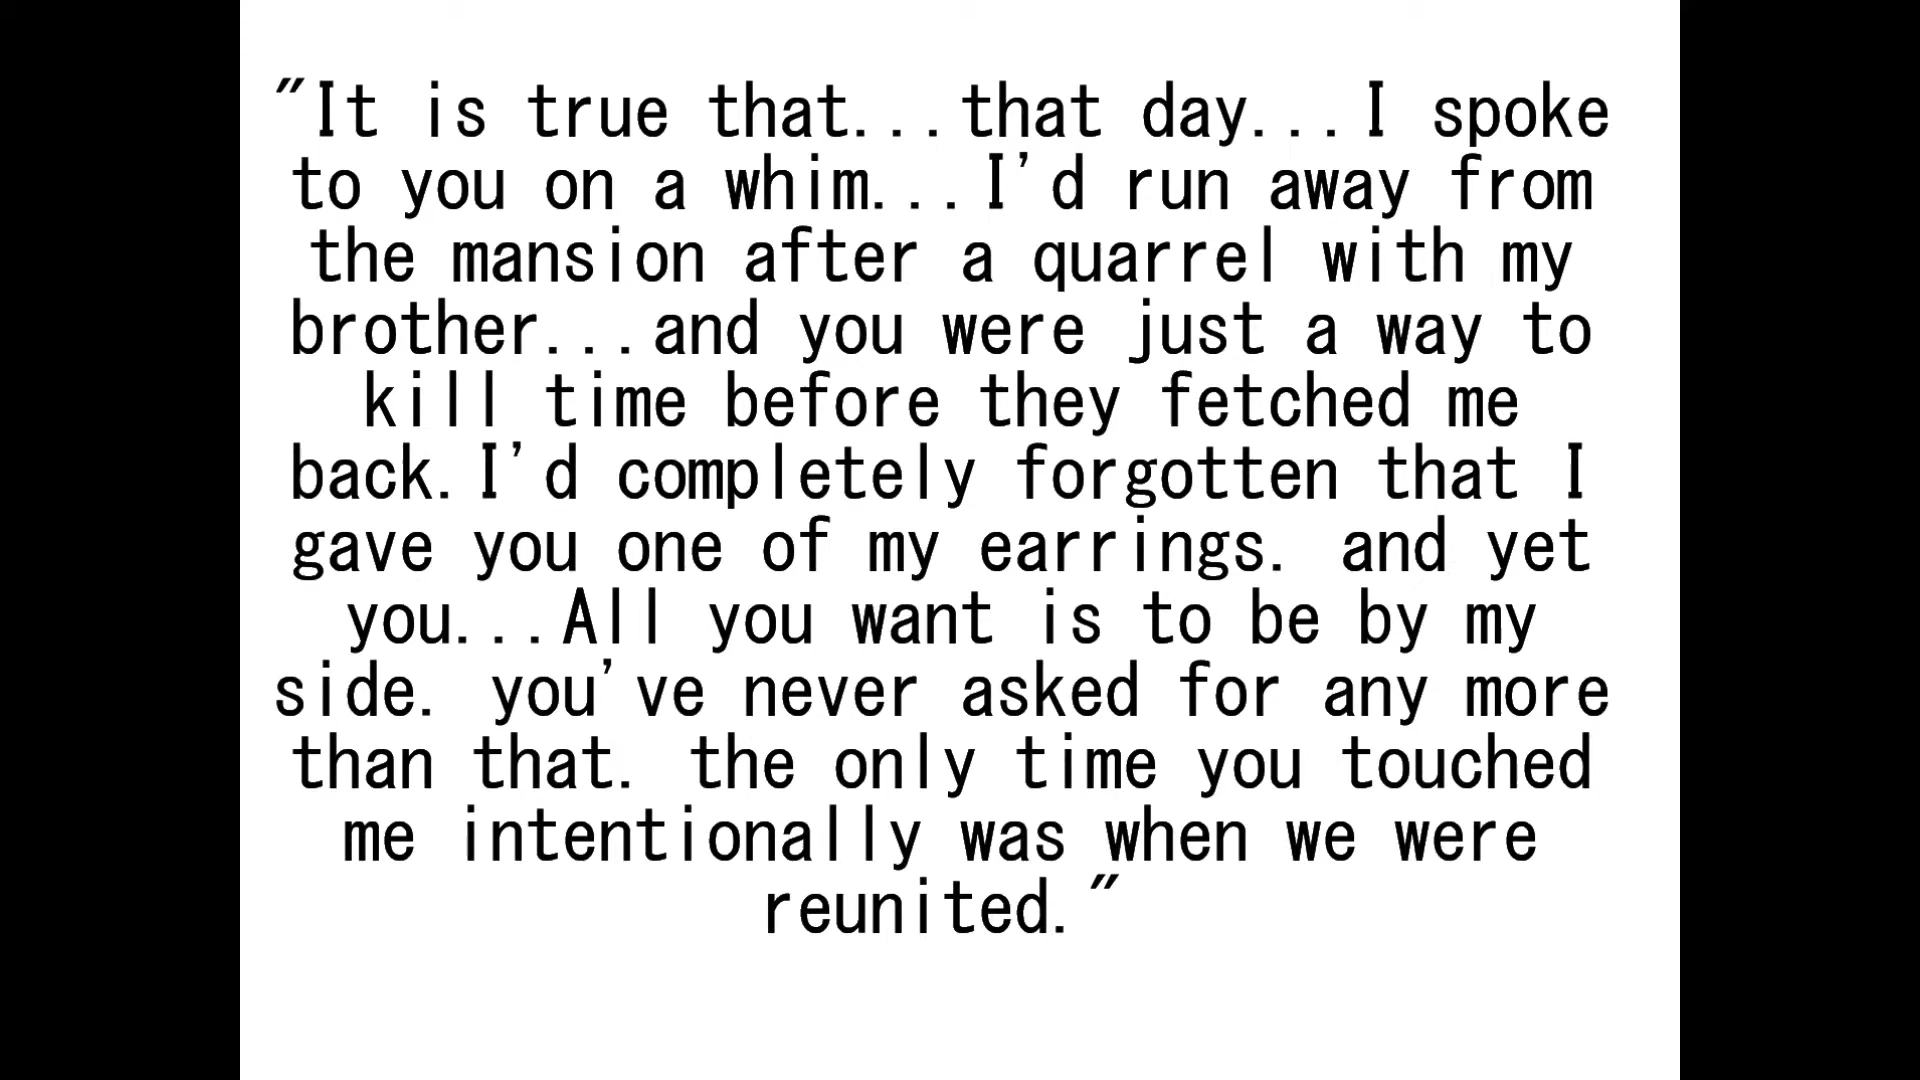 "It is true that...that day...I spoke
to you on a whim...I'd run away from
the mansion after a quarrel with my
brother...and you were just a way to
kill time before they fetched me
back.I'd completely forgotten that I
gave you one of my earrings. and yet
you...All you want is to be by my
side. you've never asked for any more
than that. the only time you touched
me intentionally was when we were
reunited."